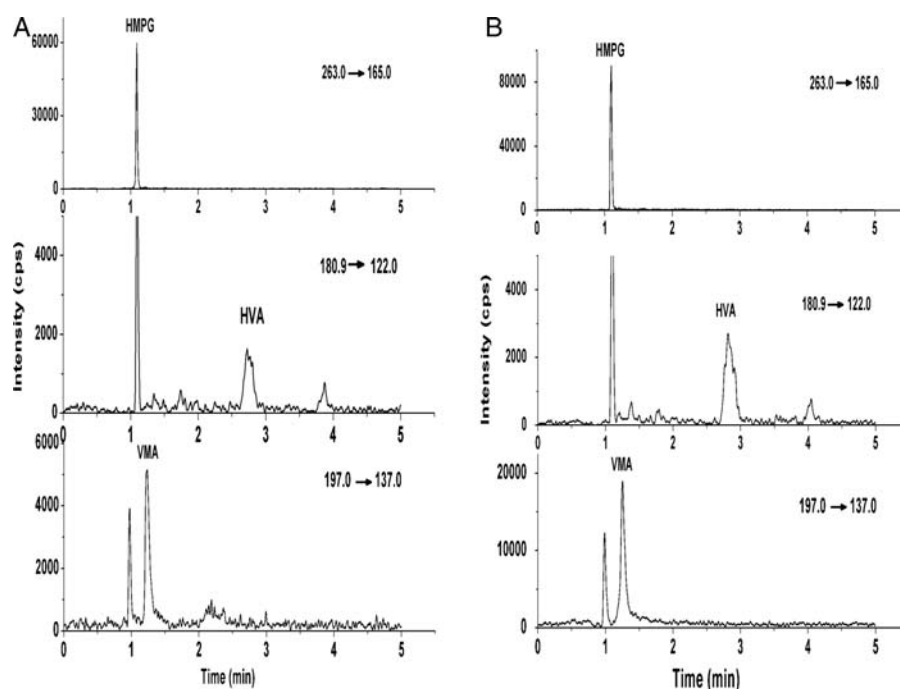 A
HMPG
60000
263.0 → 165.0
30000
0
0 1 2 3 4 5
Intensity (cps)
4000
180.9 → 122.0
HVA
2000
0
0 1 2 3 4 5
6000
VMA
197.0 → 137.0
4000
2000
0
0 1 2 3 4 5
Time (min)
B
HMPG
80000
263.0 → 165.0
40000
0
0 1 2 3 4 5
Intensity (cps)
4000
180.9 → 122.0
HVA
2000
0
0 1 2 3 4 5
20000
VMA
197.0 → 137.0
10000
0
0 1 2 3 4 5
Time (min)